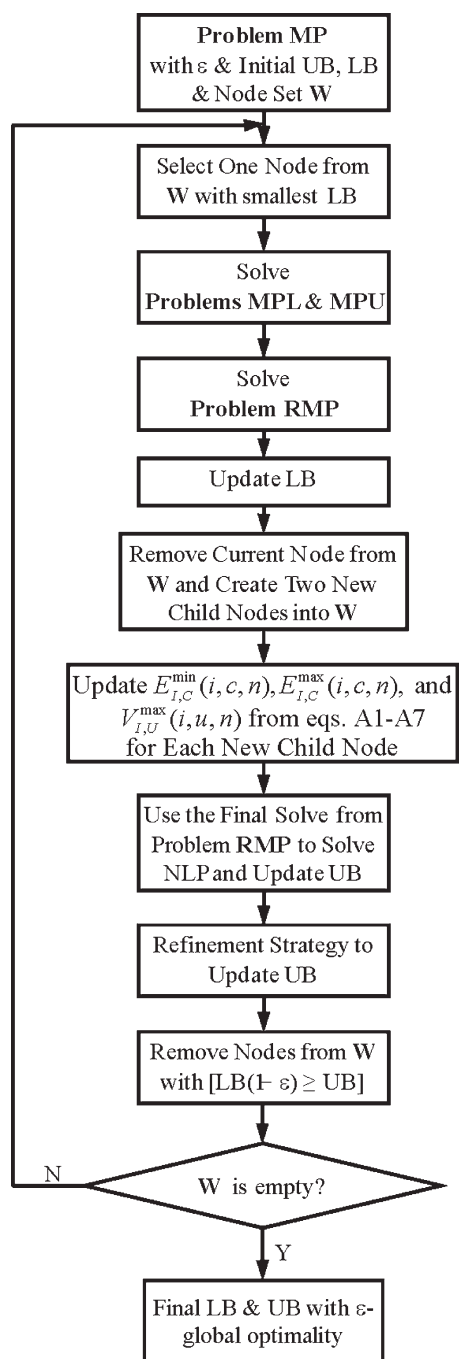 Problem MP
with ε & Initial UB, LB
& Node Set W
Select One Node from
W with smallest LB
Solve
Problems MPL & MPU
Solve
Problem RMP
Update LB
Remove Current Node from
W and Create Two New
Child Nodes into W
Update E_{I,C}^{min}(i,c,n), E_{I,C}^{max}(i,c,n), and
V_{I,U}^{max}(i,u,n) from eqs. A1-A7
for Each New Child Node
Use the Final Solve from
Problem RMP to Solve
NLP and Update UB
Refinement Strategy to
Update UB
Remove Nodes from W
with [LB(1- ε) ≥ UB]
N
W is empty?
Y
Final LB & UB with ε-
global optimality